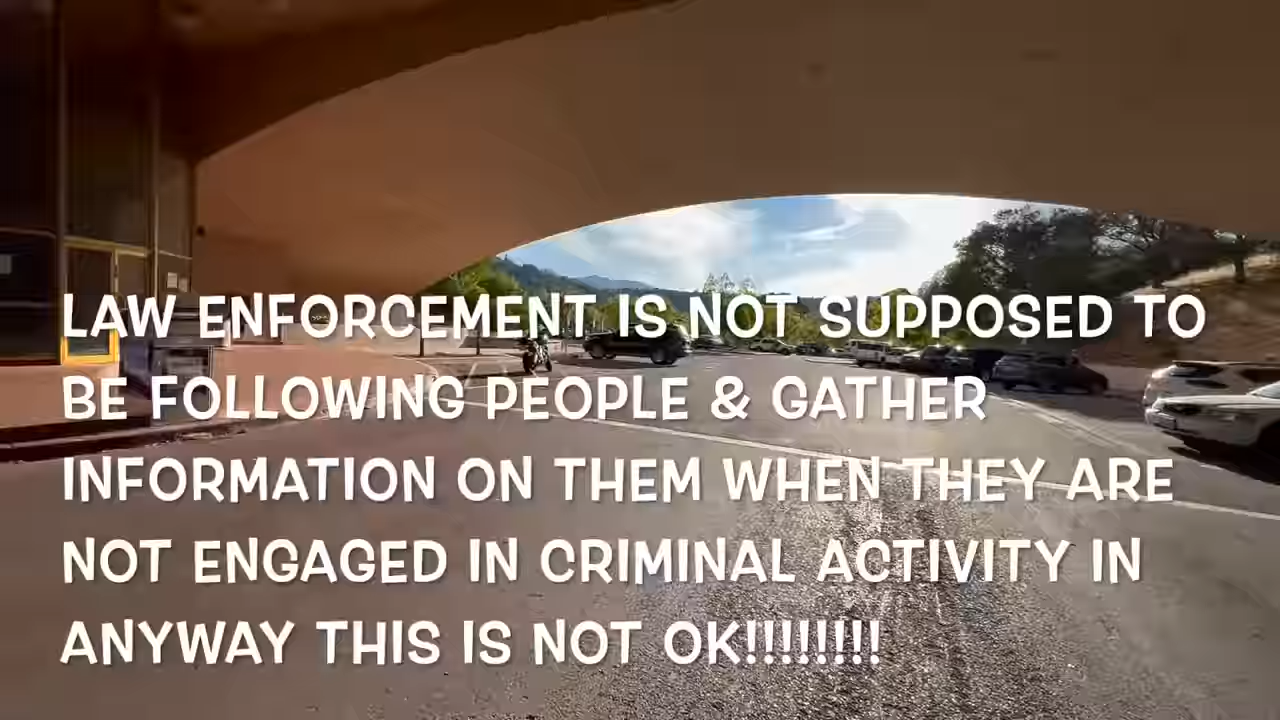 LAW ENFORCEMENT IS NOT SUPPOSED TO
BE FOLLOWING PEOPLE & GATHER
INFORMATION ON THEM WHEN THEY ARE
NOT ENGAGED IN CRIMINAL ACTIVITY IN
ANYWAY THIS IS NOT OK!!!!!!!!